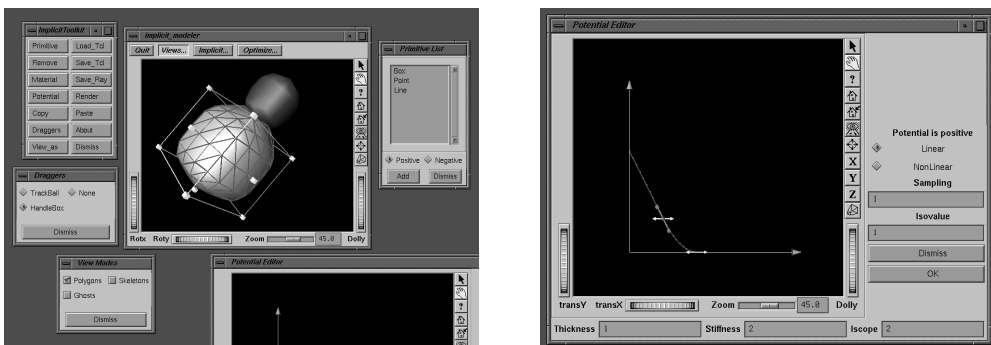 ImplicitToolkit
Primitive Load_Tcl
Remove Save_Tcl
Material Save_Ray
Potential Render
Copy Paste
Draggers About
View_as Dismiss
implicit_modeler
Quit Views... Implicit... Optimize...
?
Rotx Roty Zoom 45.0 Dolly
Primitive List
Box
Point
Line
Positive Negative
Add Dismiss
Draggers
TrackBall None
HandleBox
Dismiss
View Modes
Polygons Skeletons
Ghosts
Dismiss
Potential Editor
?
Potential Editor
?
X
Y
Z
Potential is positive
Linear
NonLinear
Sampling
1
Isovalue
1
Dismiss
OK
transY transX Zoom 45.0 Dolly
Thickness 1 Stiffness 2 Iscope 2